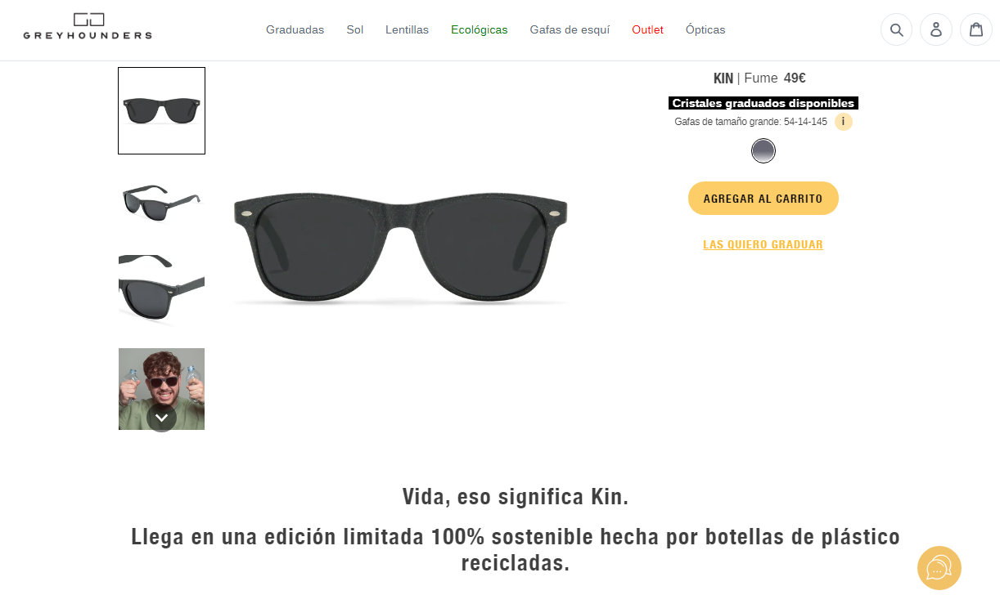 GREYHOUNDERS
Graduadas Sol Lentillas Ecológicas Gafas de esquí Outlet Ópticas
KIN | Fume 49€
Cristales graduados disponibles
Gafas de tamaño grande: 54-14-145 i
AGREGAR AL CARRITO
LAS QUIERO GRADUAR
Vida, eso significa Kin.
Llega en una edición limitada 100% sostenible hecha por botellas de plástico
recicladas.